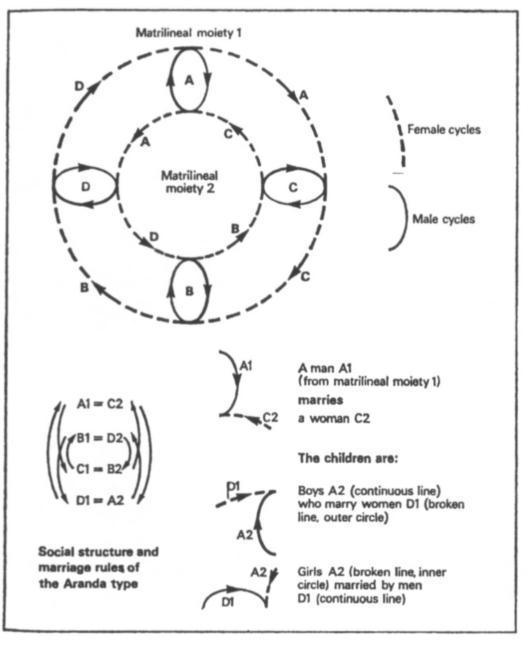 Matrilineal moiety 1
D
A
A
A
C
Matrilineal
moiety 2
D
C
D
B
B
B
C
Female cycles
Male cycles
A1
A man A1
(from matrilineal moiety 1)
marries
C2
a woman C2
A1 = C2
B1 = D2
C1 = B2
D1 = A2
The children are:
D1
Boys A2 (continuous line)
who marry women D1 (broken
line, outer circle)
A2
Social structure and
marriage rules of
the Aranda type
A2
Girls A2 (broken line, inner
circle) married by men
D1 (continuous line)
D1